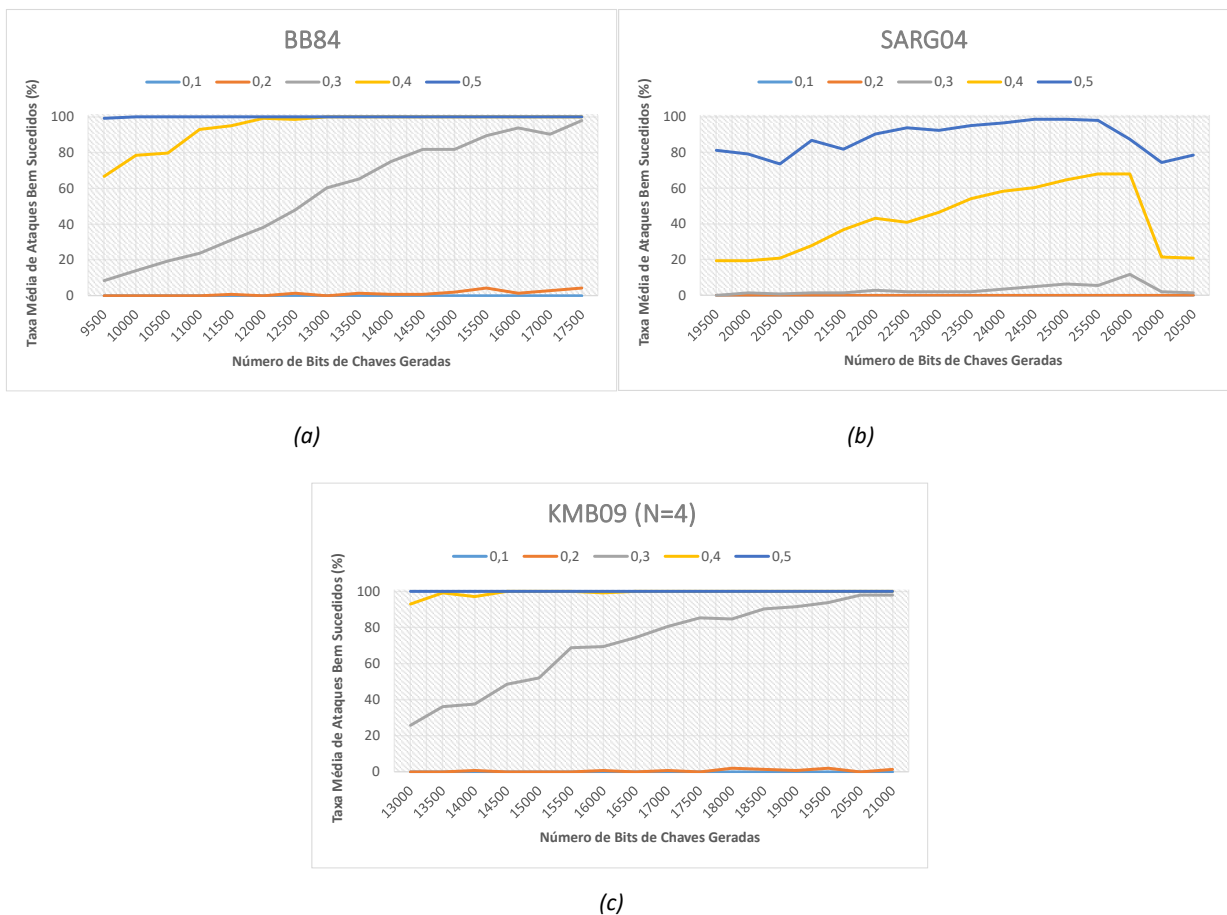 BB84
0,1 0,2 0,3 0,4 0,5
Taxa Média de Ataques Bem Sucedidos (%)
100
80
60
40
20
0
9500 10000 10500 11000 11500 12000 12500 13000 13500 14000 14500 15000 15500 16000 17000 17500
Número de Bits de Chaves Geradas
(a)
SARG04
0,1 0,2 0,3 0,4 0,5
Taxa Média de Ataques Bem Sucedidos (%)
100
80
60
40
20
0
19500 20000 20500 21000 21500 22000 22500 23000 23500 24000 24500 25000 25500 26000 20000 20500
Número de Bits de Chaves Geradas
(b)
KMB09 (N=4)
0,1 0,2 0,3 0,4 0,5
Taxa Média de Ataques Bem Sucedidos (%)
100
80
60
40
20
0
13000 13500 14000 14500 15000 15500 16000 16500 17000 17500 18000 18500 19000 19500 20500 21000
Número de Bits de Chaves Geradas
(c)